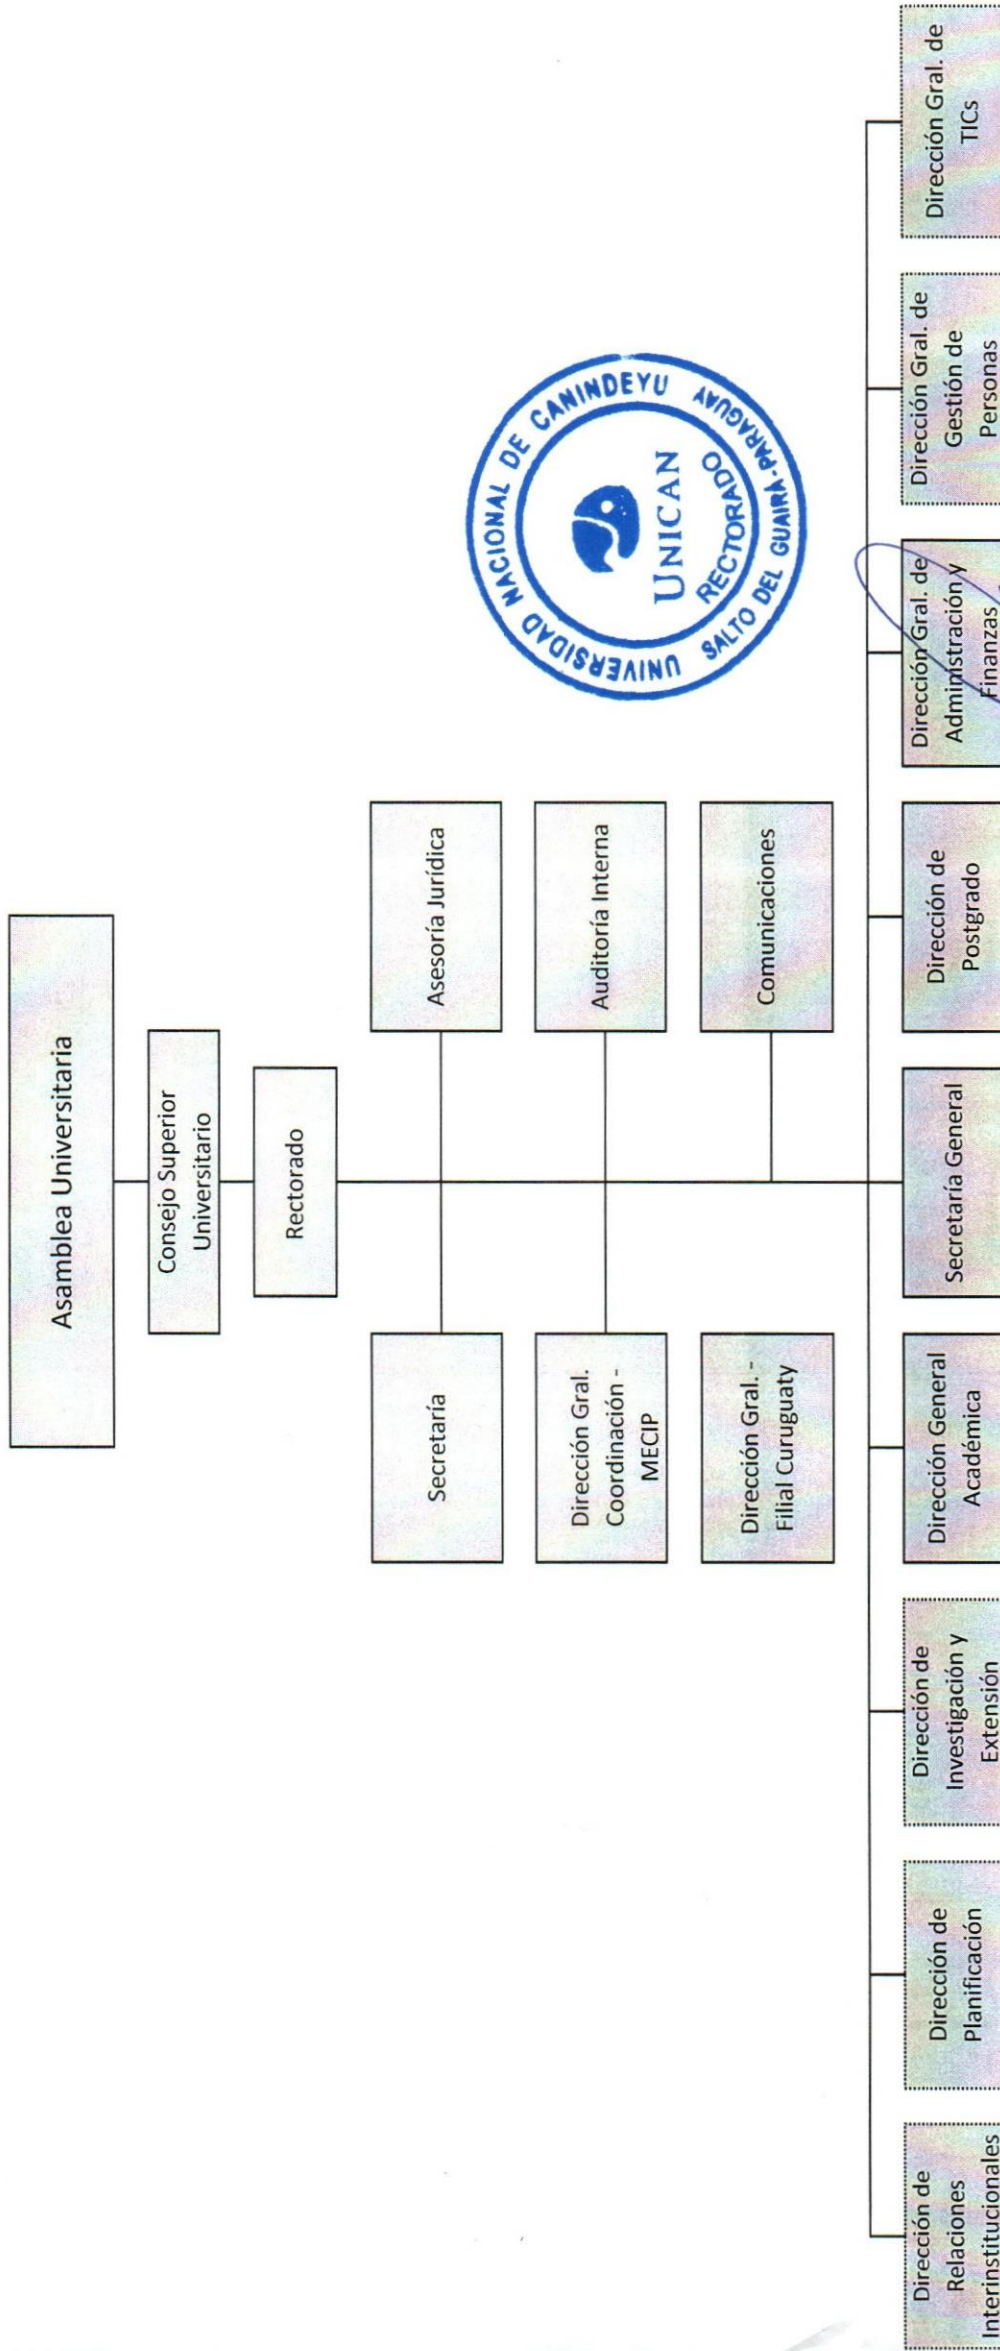 Asamblea Universitaria
Consejo Superior
Universitario
Rectorado
Secretaría
Asesoría Jurídica
Dirección Gral.
Coordinación -
MECIP
Auditoría Interna
Dirección Gral. -
Filial Curuguaty
Comunicaciones
UNIVERSIDAD NACIONAL DE CANINDEYU
UNICAN
RECTORADO
SALTO DEL GUAIRÁ-PARAGUAY
Dirección de
Relaciones
Interinstitucionales
Dirección de
Planificación
Dirección de
Investigación y
Extensión
Dirección General
Académica
Secretaría General
Dirección de
Postgrado
Dirección Gral. de
Administración y
Finanzas
Dirección Gral. de
Gestión de
Personas
Dirección Gral. de
TICs